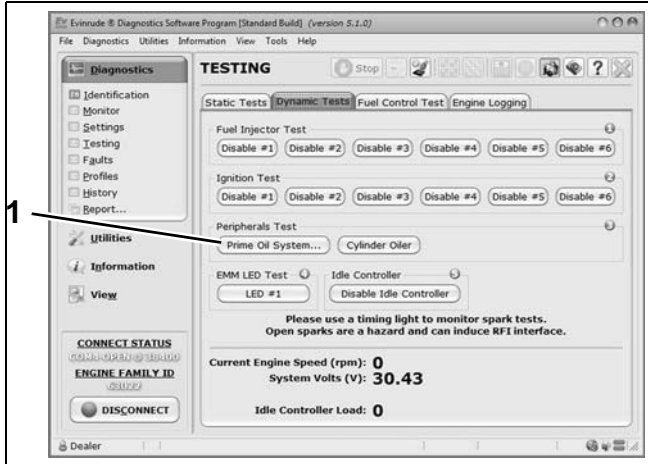 Evinrude ® Diagnostics Software Program [Standard Build] (version 5.1.0)
File Diagnostics Utilities Information View Tools Help
Diagnostics
Identification
Monitor
Settings
Testing
Faults
Profiles
History
Report...
Utilities
Information
View
CONNECT STATUS
COM4-OPEN @ 38400
ENGINE FAMILY ID
DISCONNECT
TESTING
Stop
?
Static Tests Dynamic Tests Fuel Control Test Engine Logging
Fuel Injector Test
Disable #1 Disable #2 Disable #3 Disable #4 Disable #5 Disable #6
Ignition Test
Disable #1 Disable #2 Disable #3 Disable #4 Disable #5 Disable #6
1
Peripherals Test
Prime Oil System... Cylinder Oiler
EMM LED Test Idle Controller
LED #1 Disable Idle Controller
Please use a timing light to monitor spark tests.
Open sparks are a hazard and can induce RFI interface.
Current Engine Speed (rpm): 0
System Volts (V): 30.43
Idle Controller Load: 0
Dealer